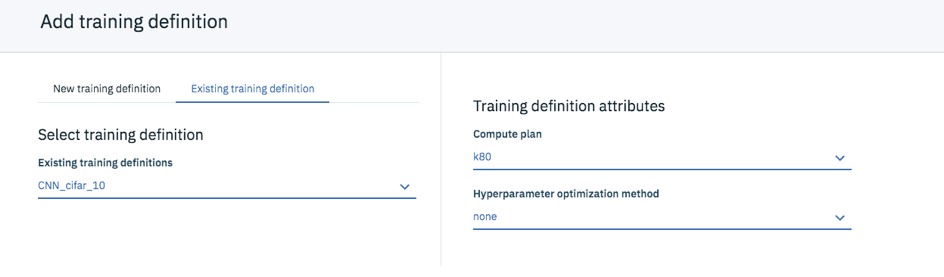 Add training definition
New training definition
Existing training definition
Select training definition
Existing training definitions
CNN_cifar_10
Training definition attributes
Compute plan
k80
Hyperparameter optimization method
none